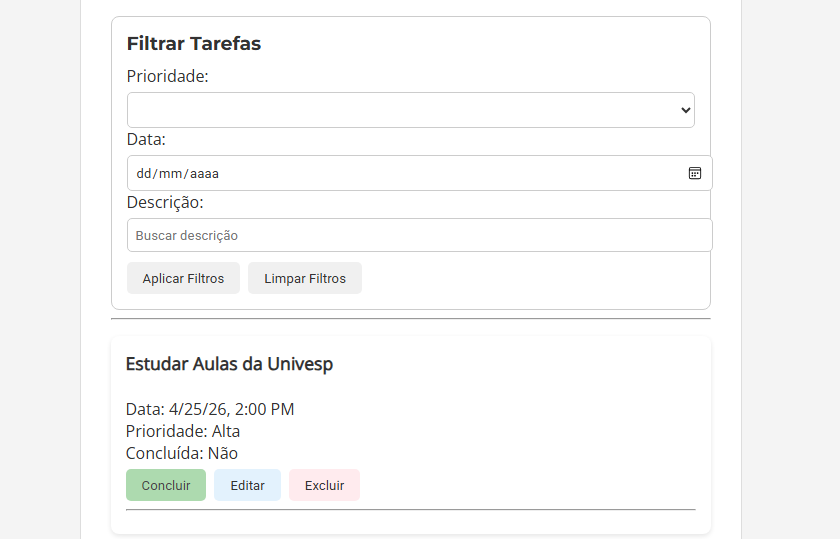 Filtrar Tarefas
Prioridade:
Data:
dd/mm/aaaa
Descrição:
Buscar descrição
Aplicar Filtros Limpar Filtros
Estudar Aulas da Univesp
Data: 4/25/26, 2:00 PM
Prioridade: Alta
Concluída: Não
Concluir Editar Excluir